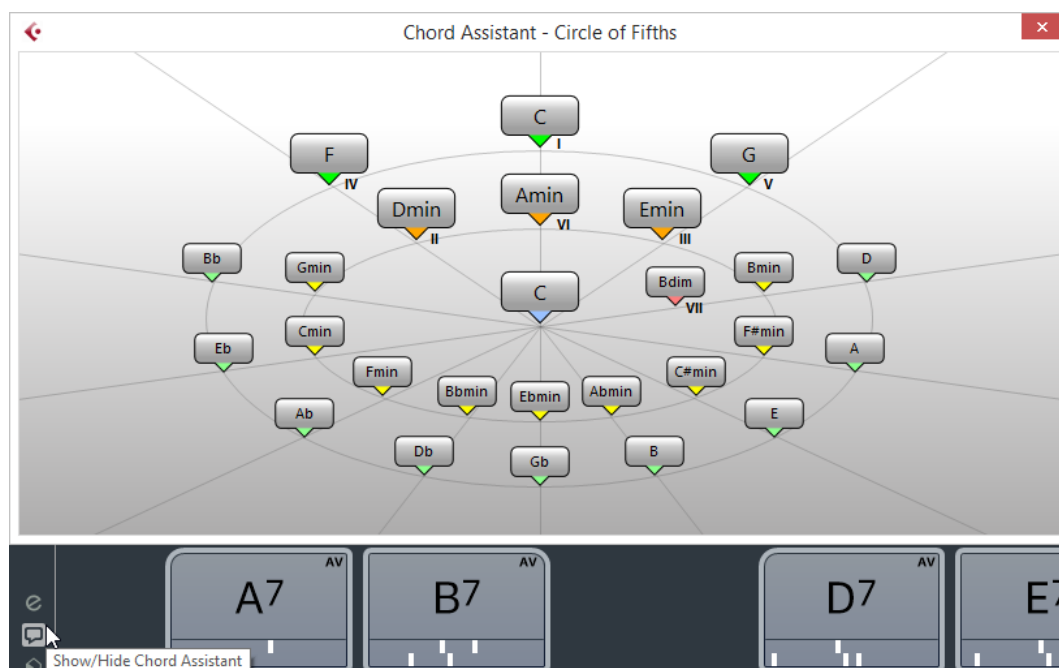 Chord Assistant - Circle of Fifths
C
I
F
IV
G
V
Amin
VI
Dmin
II
Emin
III
Bb
Gmin
Bmin
D
C
Bdim
VII
Cmin
F#min
Eb
A
Fmin
C#min
Bbmin
Ebmin
Abmin
Ab
E
Db
Gb
B
AV
AV
AV
A7
B7
D7
E7
e
Show/Hide Chord Assistant